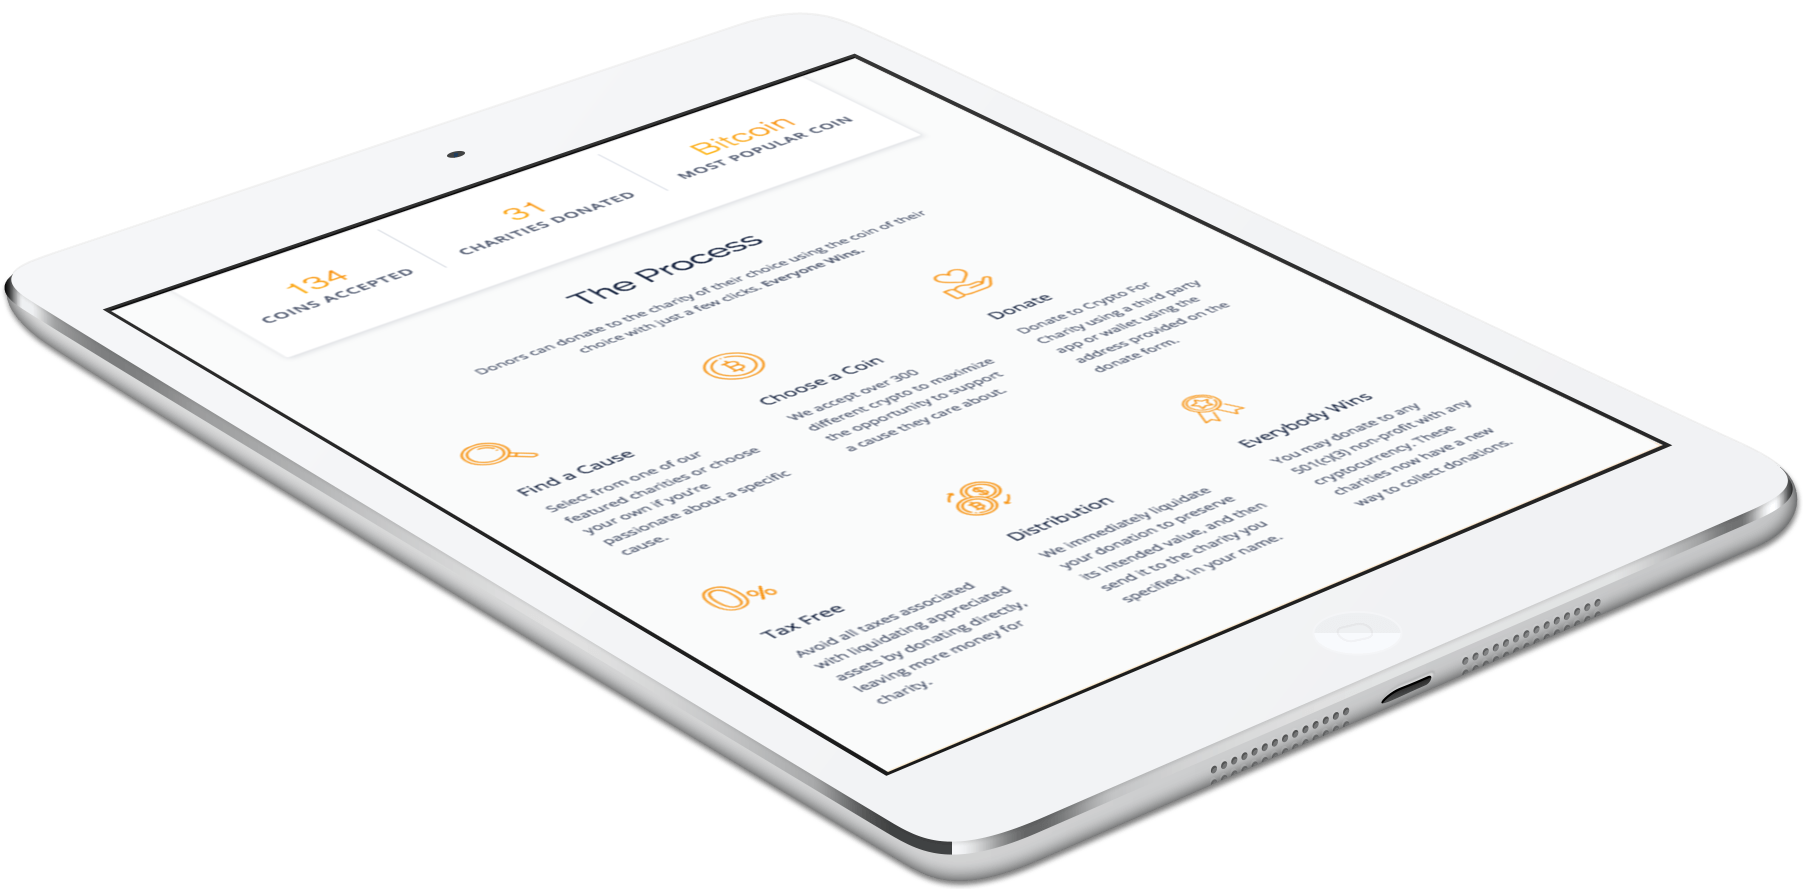 134
COINS ACCEPTED
31
CHARITIES DONATED
Bitcoin
MOST POPULAR COIN
The Process
Donors can donate to the charity of their choice using the coin of their
choice with just a few clicks. Everyone Wins.
Find a Cause
Select from one of our
featured charities or choose
your own if you're
passionate about a specific
cause.
Choose a Coin
We accept over 300
different crypto to maximize
the opportunity to support
a cause they care about.
Donate
Donate to Crypto For
Charity using a third party
app or wallet using the
address provided on the
donate form.
0%
Tax Free
Avoid all taxes associated
with liquidating appreciated
assets by donating directly,
leaving more money for
charity.
Distribution
We immediately liquidate
your donation to preserve
its intended value, and then
send it to the charity you
specified, in your name.
Everybody Wins
You may donate to any
501(c)(3) non-profit with any
cryptocurrency. These
charities now have a new
way to collect donations.